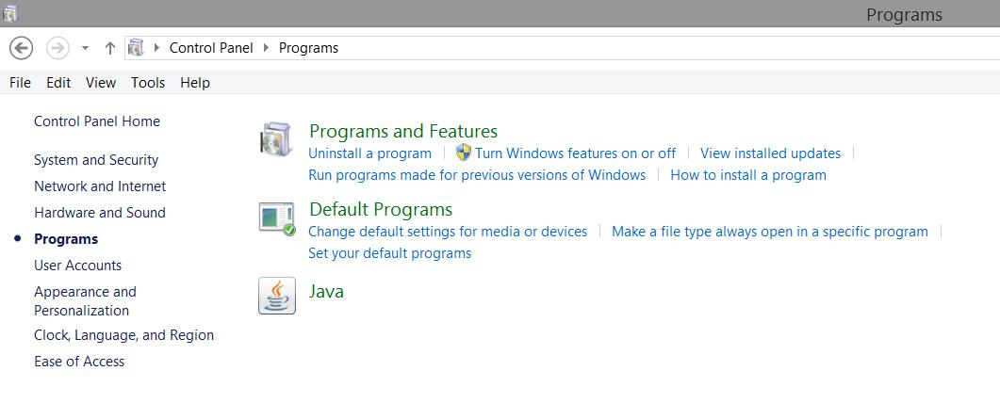 Programs
Control Panel Programs
File Edit View Tools Help
Control Panel Home
System and Security
Network and Internet
Hardware and Sound
Programs
User Accounts
Appearance and
Personalization
Clock, Language, and Region
Ease of Access
Programs and Features
Uninstall a program Turn Windows features on or off View installed updates
Run programs made for previous versions of Windows How to install a program
Default Programs
Change default settings for media or devices Make a file type always open in a specific program
Set your default programs
Java